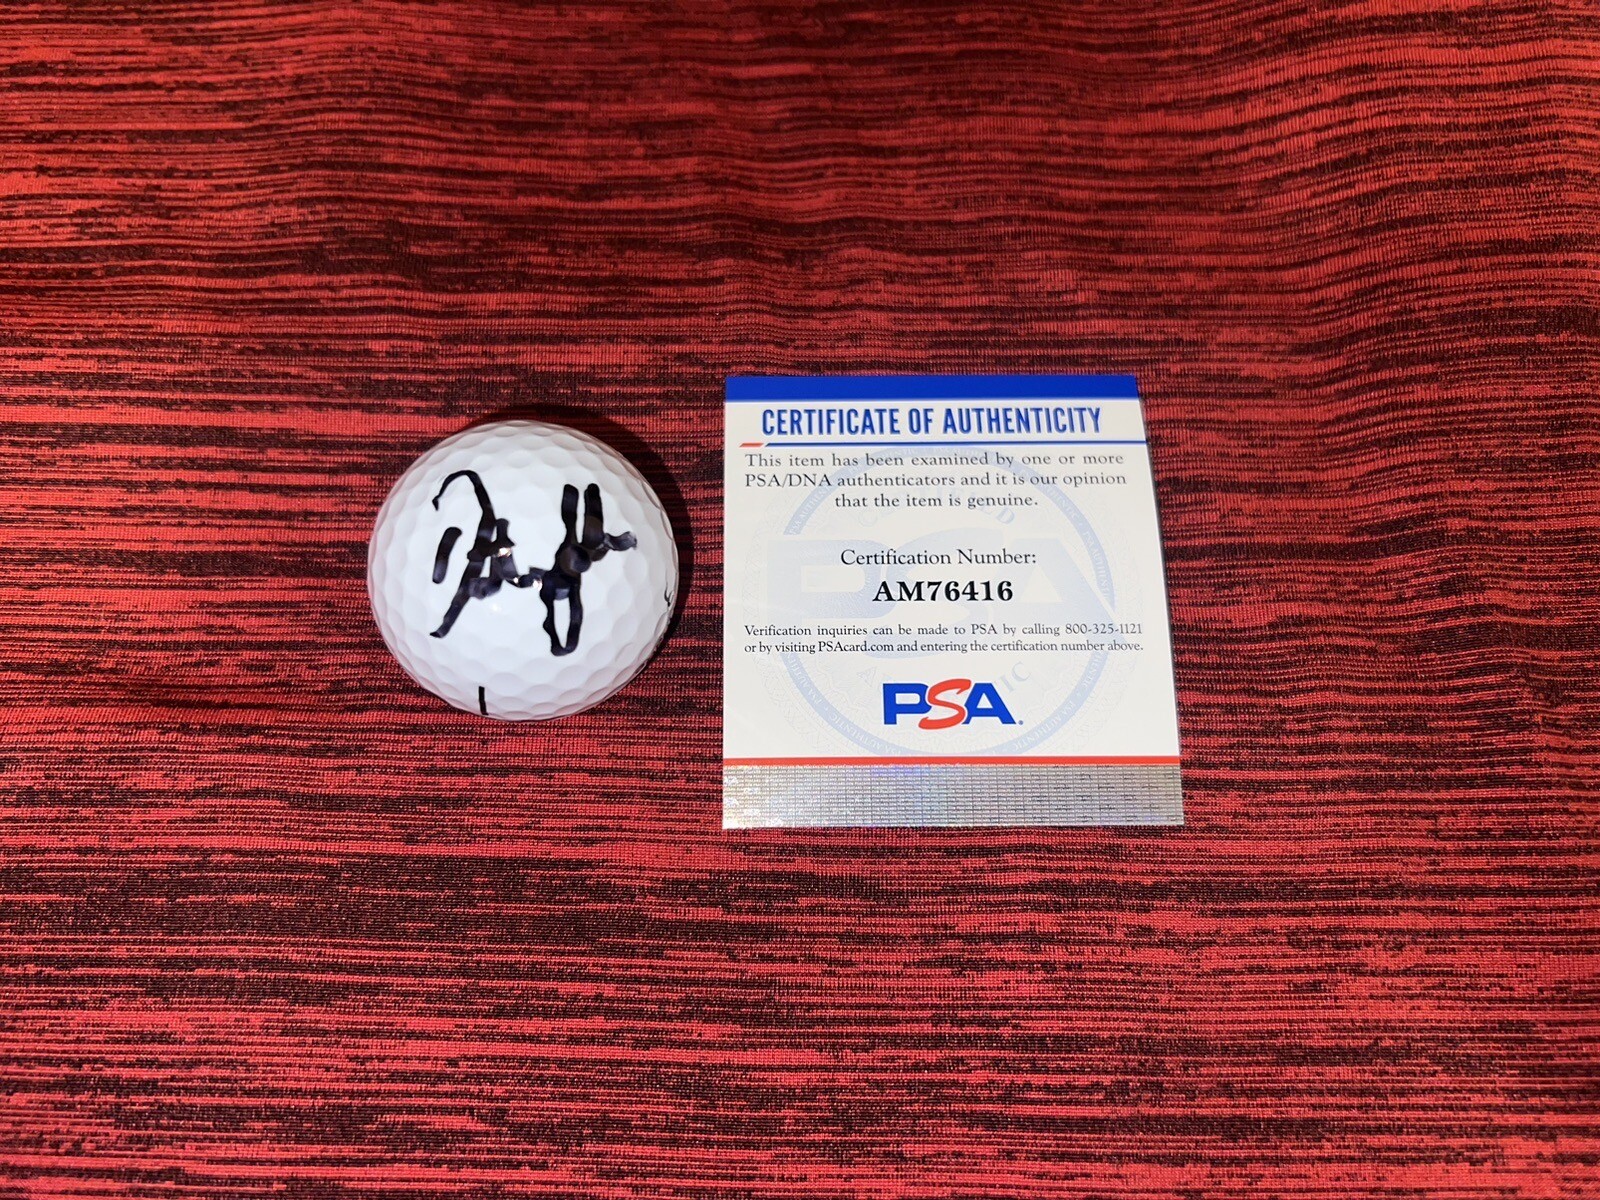 CERTIFICATE OF AUTHENTICITY
This item has been examined by one or more
PSA/DNA authenticators and it is our opinion
that the item is genuine.
Certification Number:
AM76416
Verification inquiries can be made to PSA by calling 800-325-1121
or by visiting PSAcard.com and entering the certification number above.
PSA